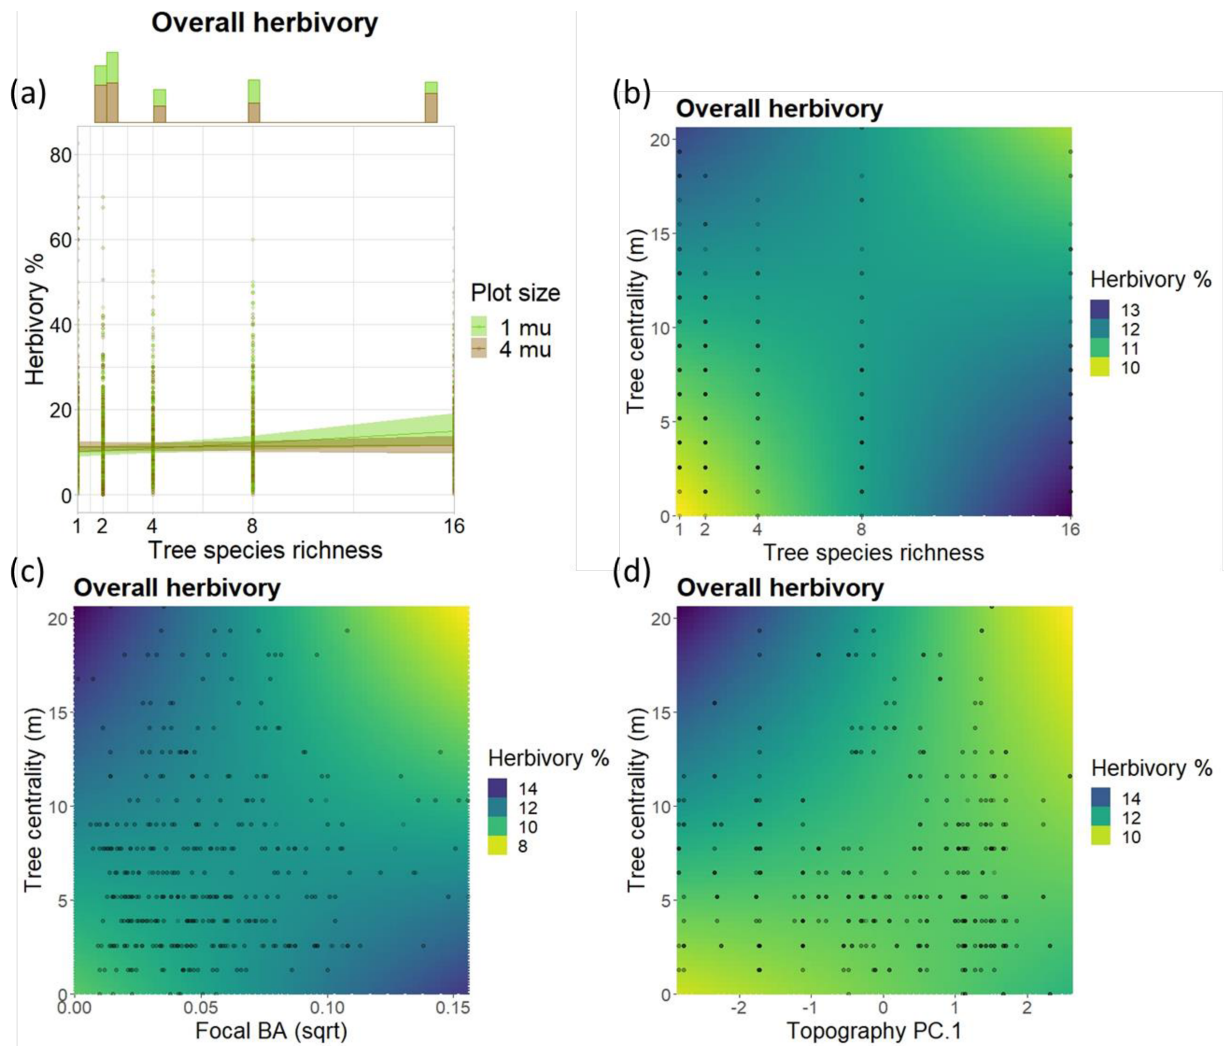 Overall herbivory
(a)
80
60
40
20
0
Herbivory %
1 2 4 8 16
Tree species richness
Plot size
1 mu
4 mu
(b)
Overall herbivory
20
15
10
5
0
Tree centrality (m)
1 2 4 8 16
Tree species richness
Herbivory %
13
12
11
10
(c)
Overall herbivory
20
15
10
5
0
Tree centrality (m)
0.00 0.05 0.10 0.15
Focal BA (sqrt)
Herbivory %
14
12
10
8
(d)
Overall herbivory
20
15
10
5
0
Tree centrality (m)
-2 -1 0 1 2
Topography PC.1
Herbivory %
14
12
10